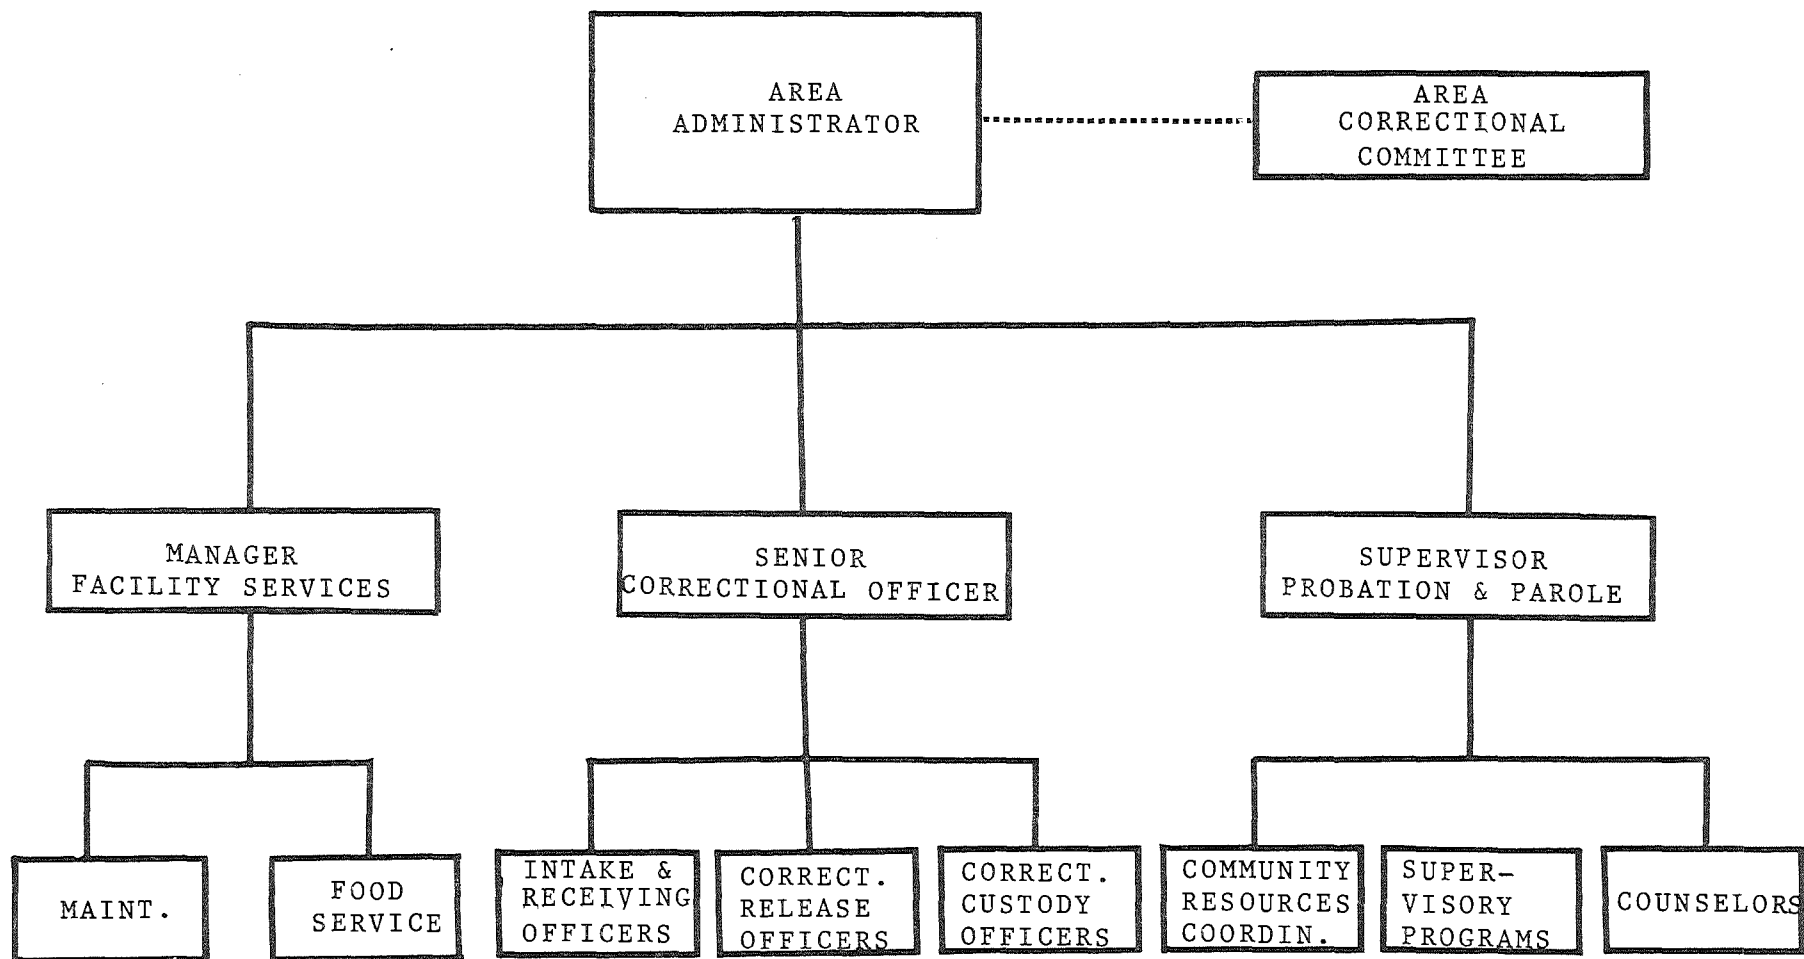 AREA
ADMINISTRATOR
AREA
CORRECTIONAL
COMMITTEE
MANAGER
FACILITY SERVICES
SENIOR
CORRECTIONAL OFFICER
SUPERVISOR
PROBATION & PAROLE
MAINT.
FOOD
SERVICE
INTAKE &
RECEIVING
OFFICERS
CORRECT.
RELEASE
OFFICERS
CORRECT.
CUSTODY
OFFICERS
COMMUNITY
RESOURCES
COORDIN.
SUPER-
VISORY
PROGRAMS
COUNSELORS